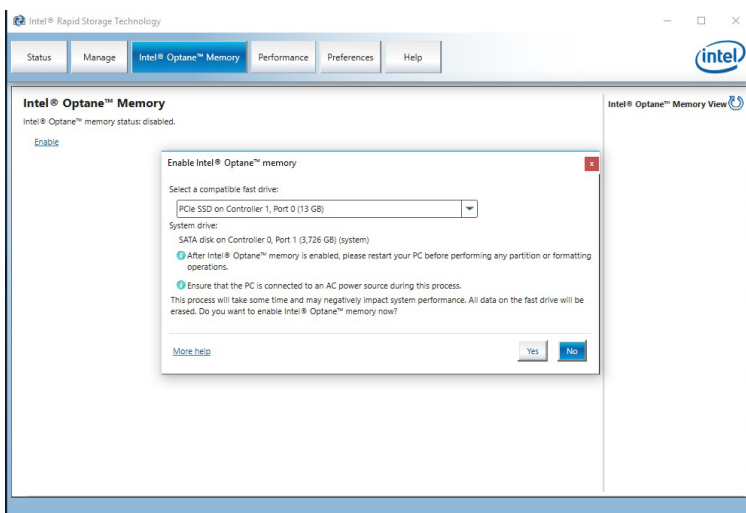 Intel® Rapid Storage Technology
Status
Manage
Intel® Optane™ Memory
Performance
Preferences
Help
intel
Intel® Optane™ Memory
Intel® Optane™ memory status: disabled.
Enable
Intel® Optane™ Memory View
Enable Intel® Optane™ memory
x
Select a compatible fast drive:
PCIe SSD on Controller 1, Port 0 (13 GB)
System drive:
SATA disk on Controller 0, Port 1 (3,726 GB) (system)
After Intel® Optane™ memory is enabled, please restart your PC before performing any partition or formatting
operations.
Ensure that the PC is connected to an AC power source during this process.
This process will take some time and may negatively impact system performance. All data on the fast drive will be
erased. Do you want to enable Intel® Optane™ memory now?
More help
Yes
No